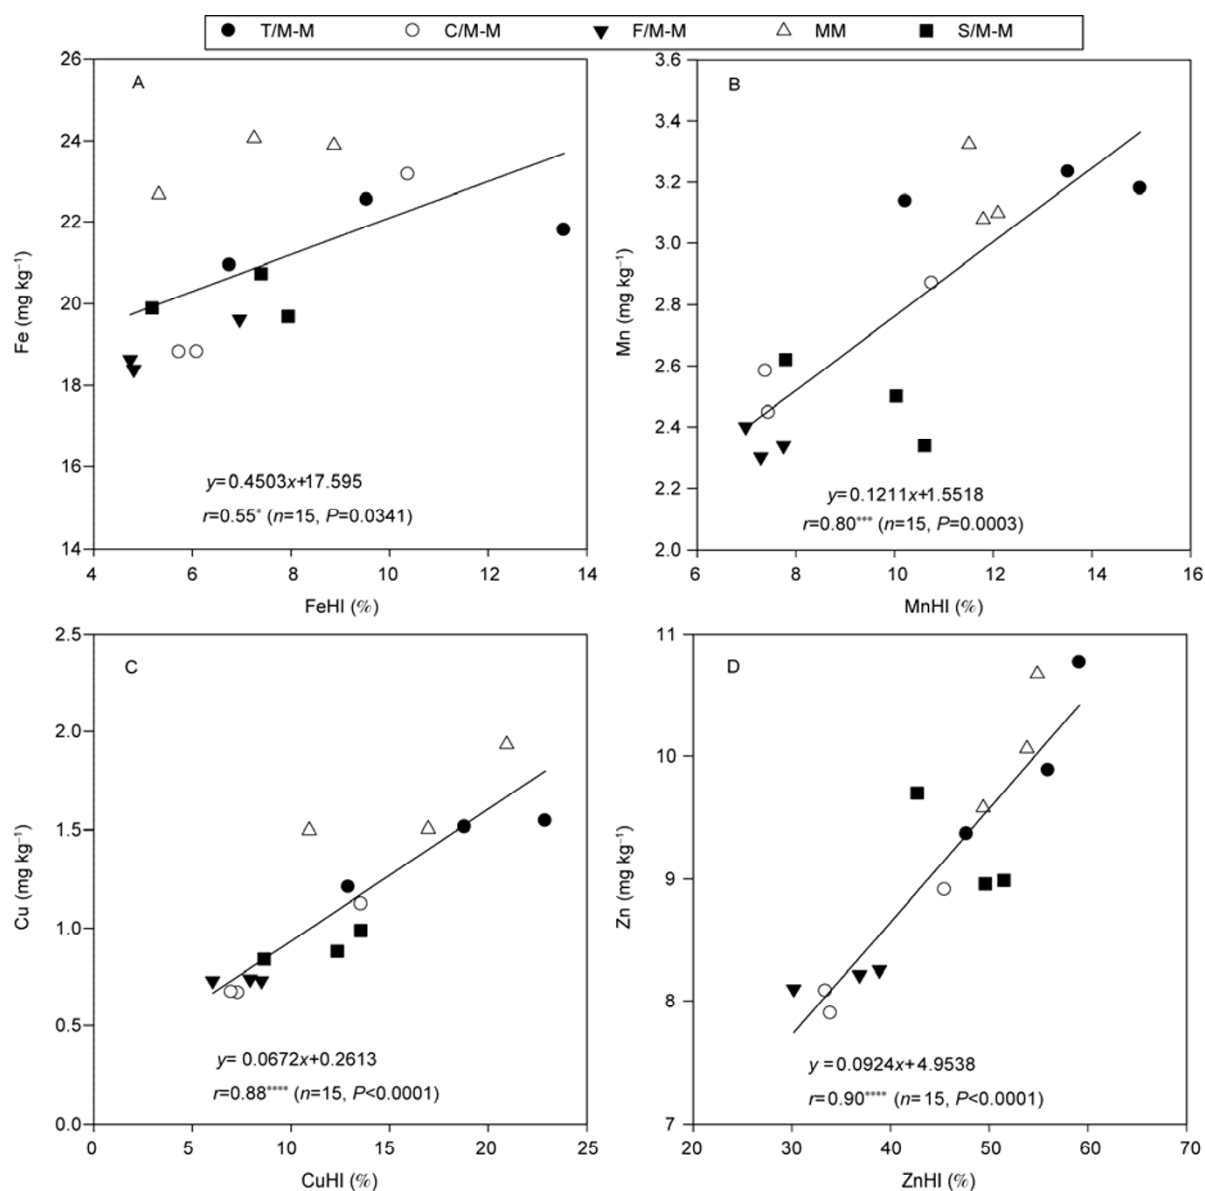 T/M-M C/M-M F/M-M MM S/M-M
A
26
24
22
20
18
16
14
Fe (mg kg⁻¹)
y=0.4503x+17.595
r=0.55* (n=15, P=0.0341)
4 6 8 10 12 14
FeHI (%)
B
3.6
3.4
3.2
3.0
2.8
2.6
2.4
2.2
2.0
Mn (mg kg⁻¹)
y=0.1211x+1.5518
r=0.80*** (n=15, P=0.0003)
6 8 10 12 14 16
MnHI (%)
C
2.5
2.0
1.5
1.0
0.5
0.0
Cu (mg kg⁻¹)
y= 0.0672x+0.2613
r=0.88**** (n=15, P<0.0001)
0 5 10 15 20 25
CuHI (%)
D
11
10
9
8
7
Zn (mg kg⁻¹)
y =0.0924x+4.9538
r=0.90**** (n=15, P<0.0001)
20 30 40 50 60 70
ZnHI (%)